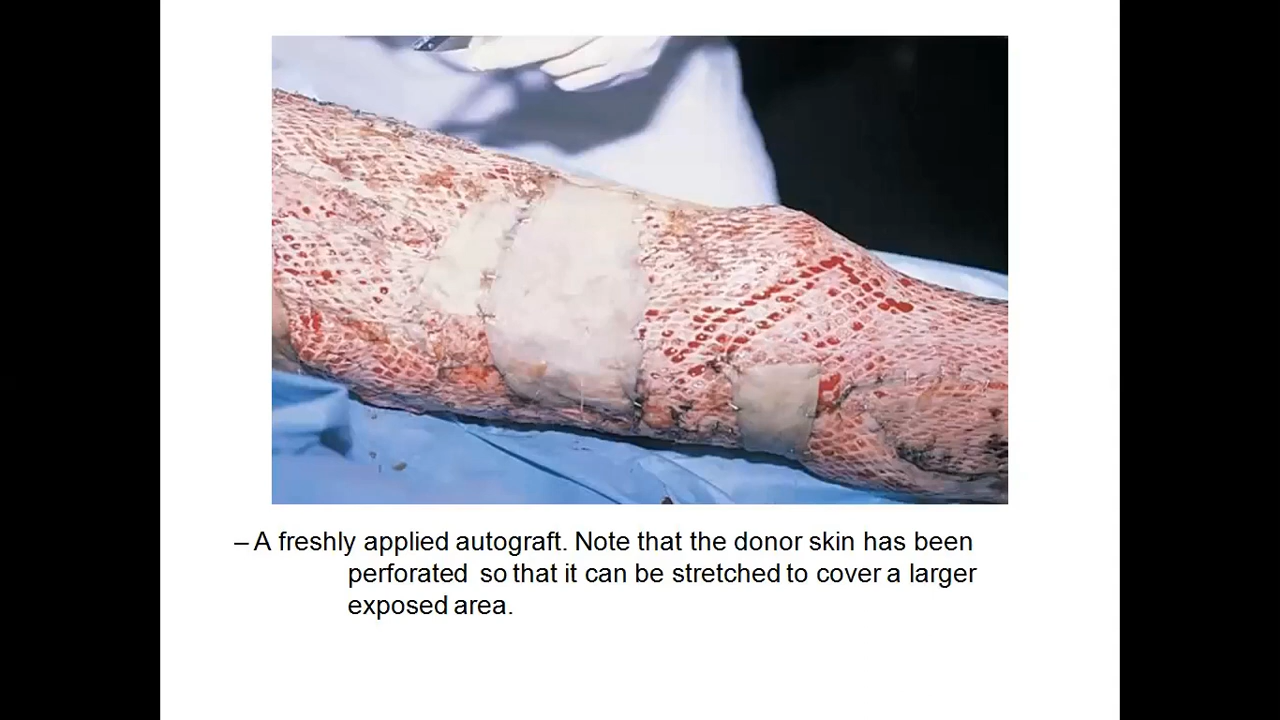 – A freshly applied autograft. Note that the donor skin has been
perforated so that it can be stretched to cover a larger
exposed area.